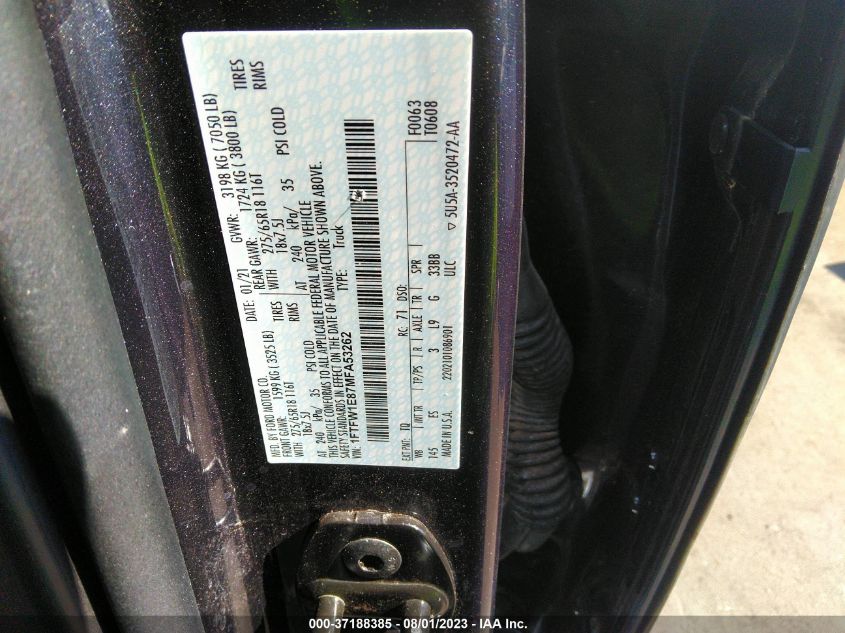 MFD. BY FORD MOTOR CO.
DATE: 01/21 GVWR: 3198 KG ( 7050 LB)
FRONT GAWR: 1599 KG ( 3525 LB) REAR GAWR: 1724 KG ( 3800 LB)
WITH 275/65R18 116T TIRES WITH 275/65R18 116T TIRES
18x7.5J RIMS 18x7.5J RIMS
AT 240 kPa/ 35 PSI COLD AT 240 kPa/ 35 PSI COLD
THIS VEHICLE CONFORMS TO ALL APPLICABLE FEDERAL MOTOR VEHICLE
SAFETY STANDARDS IN EFFECT ON THE DATE OF MANUFACTURE SHOWN ABOVE.
VIN: 1FTFW1E87MFA53262 TYPE: Truck
EXT PNT: TQ RC: 71 DSO: F0063
T0608
WB INT TR TP/PS R AXLE TR SPR
145 ES 3 L9 G 33BB
MADE IN U.S.A. 220210108690I ULC ▽ 5U5A-3520472-AA
000-37188385 - 08/01/2023 - IAA Inc.